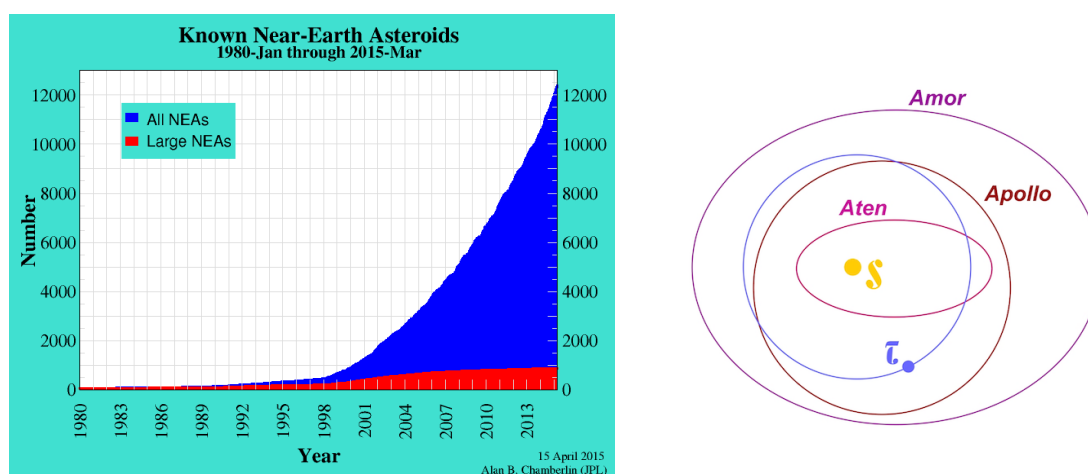 Known Near-Earth Asteroids
1980-Jan through 2015-Mar
12000
10000
8000
6000
4000
2000
0
Number
All NEAs
Large NEAs
12000
10000
8000
6000
4000
2000
0
1980
1983
1986
1989
1992
1995
1998
2001
2004
2007
2010
2013
Year
15 April 2015
Alan B. Chamberlin (JPL)
Amor
Apollo
Aten
S
τ